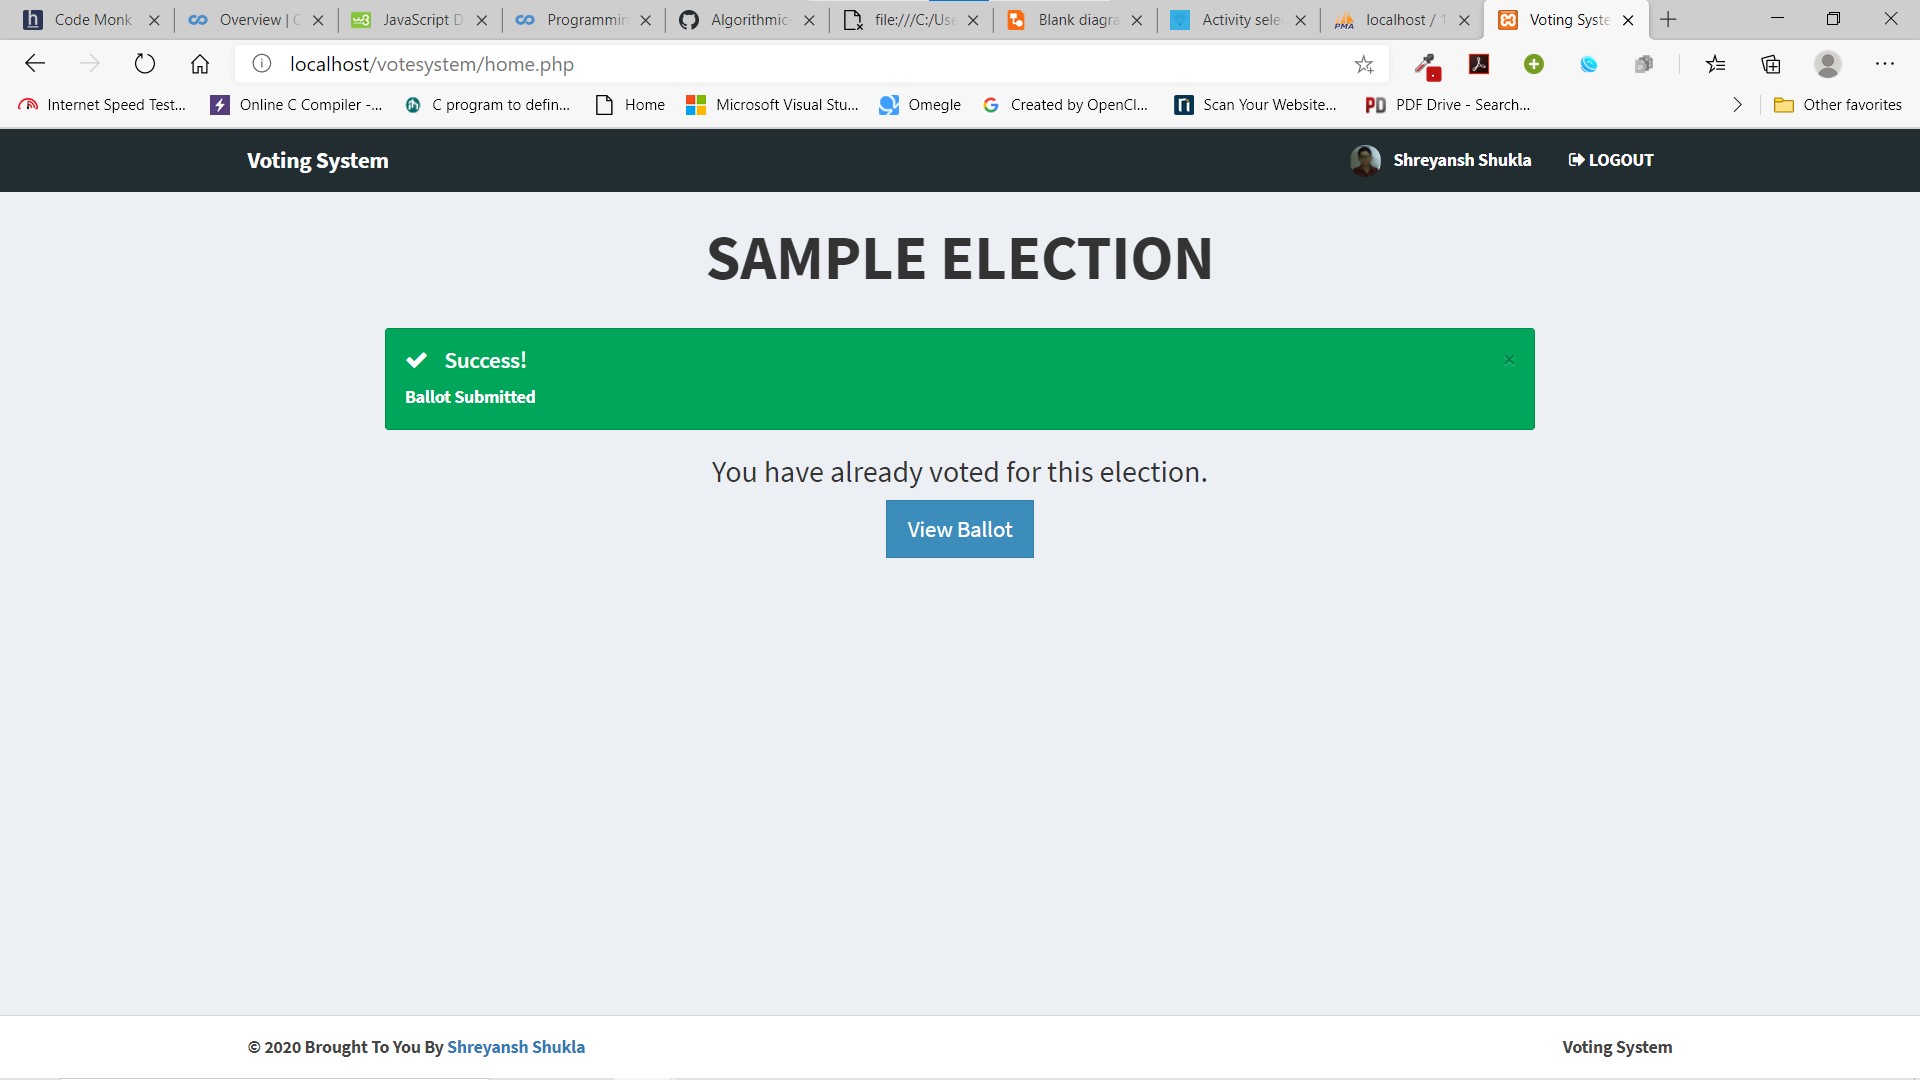 Code Monk
Overview | C
JavaScript D
Programmin
Algorithmic-
file:///C:/Use
Blank diagra
Activity selec
localhost / 1
Voting Syste
localhost/votesystem/home.php
Internet Speed Test...
Online C Compiler -...
C program to defin...
Home
Microsoft Visual Stu...
Omegle
Created by OpenCl...
Scan Your Website...
PDF Drive - Search...
Other favorites
Voting System
Shreyansh Shukla
LOGOUT
SAMPLE ELECTION
Success!
Ballot Submitted
You have already voted for this election.
View Ballot
© 2020 Brought To You By Shreyansh Shukla
Voting System